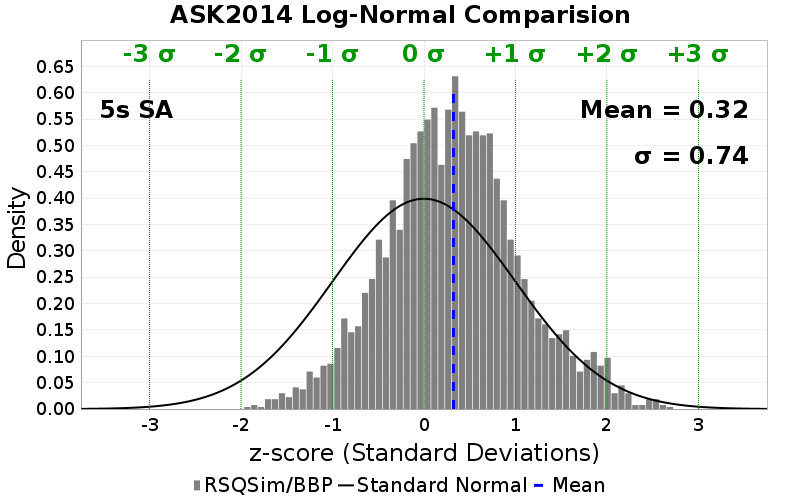 ASK2014 Log-Normal Comparision
-3 σ -2 σ -1 σ 0 σ +1 σ +2 σ +3 σ
5s SA
Mean = 0.32
σ = 0.74
Density
0.65
0.60
0.55
0.50
0.45
0.40
0.35
0.30
0.25
0.20
0.15
0.10
0.05
0.00
-3 -2 -1 0 1 2 3
z-score (Standard Deviations)
RSQSim/BBP Standard Normal Mean